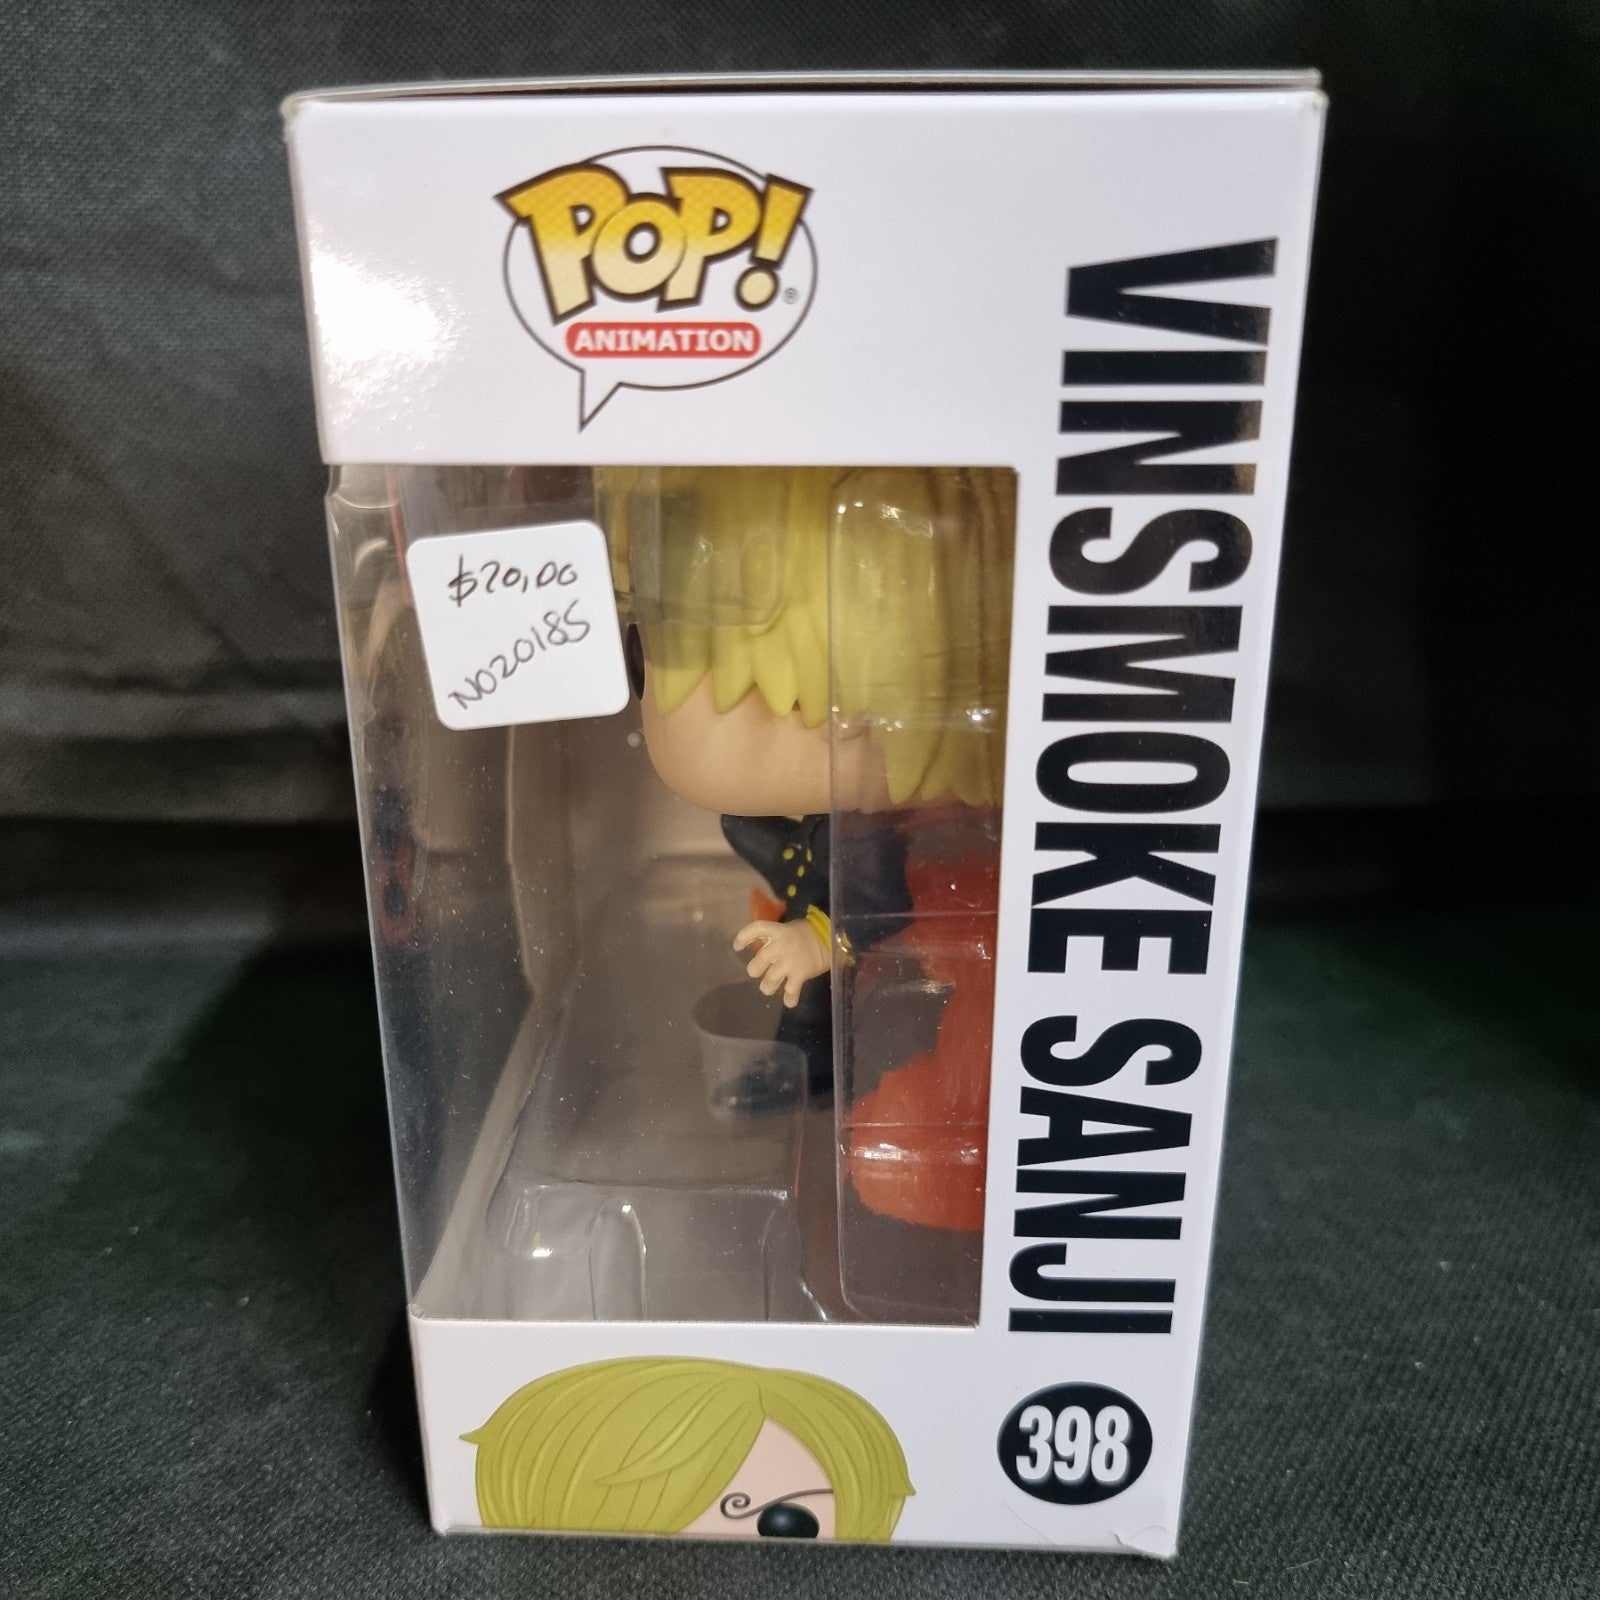 POP!
®
ANIMATION
$20,00
NO20185
VINSMOKE SANJI
398